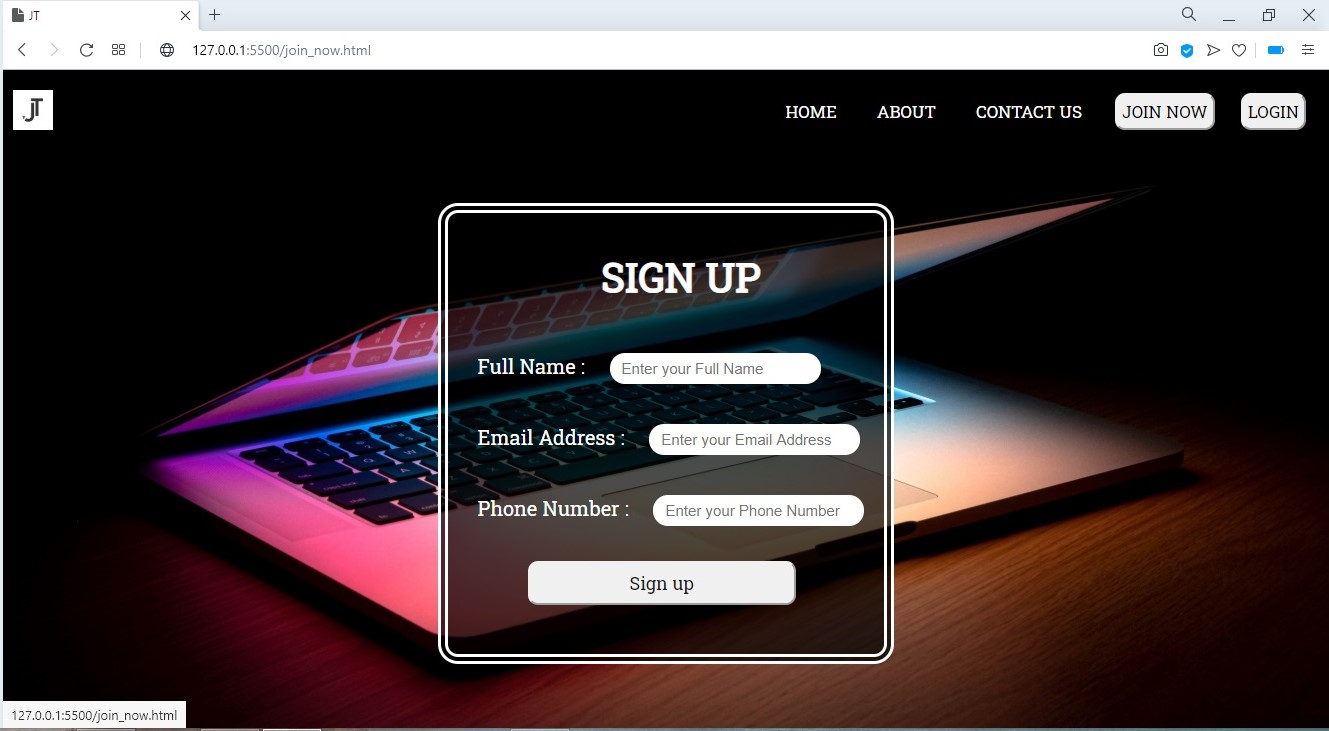 JT
127.0.0.1:5500/join_now.html
JT
HOME ABOUT CONTACT US JOIN NOW LOGIN
SIGN UP
Full Name : Enter your Full Name
Email Address : Enter your Email Address
Phone Number : Enter your Phone Number
Sign up
127.0.0.1:5500/join_now.html